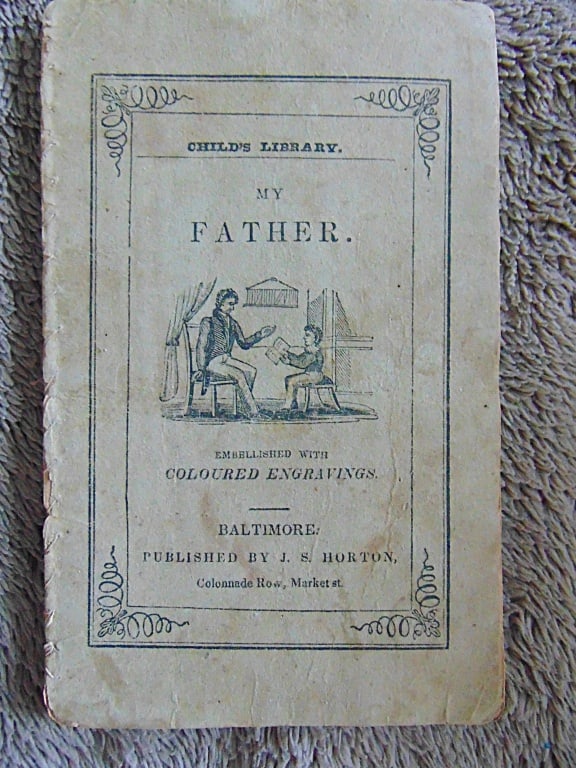 CHILD'S LIBRARY.
MY
FATHER.
EMBELLISHED WITH
COLOURED ENGRAVINGS.
BALTIMORE:
PUBLISHED BY J. S. HORTON,
Colonnade Row, Market st.